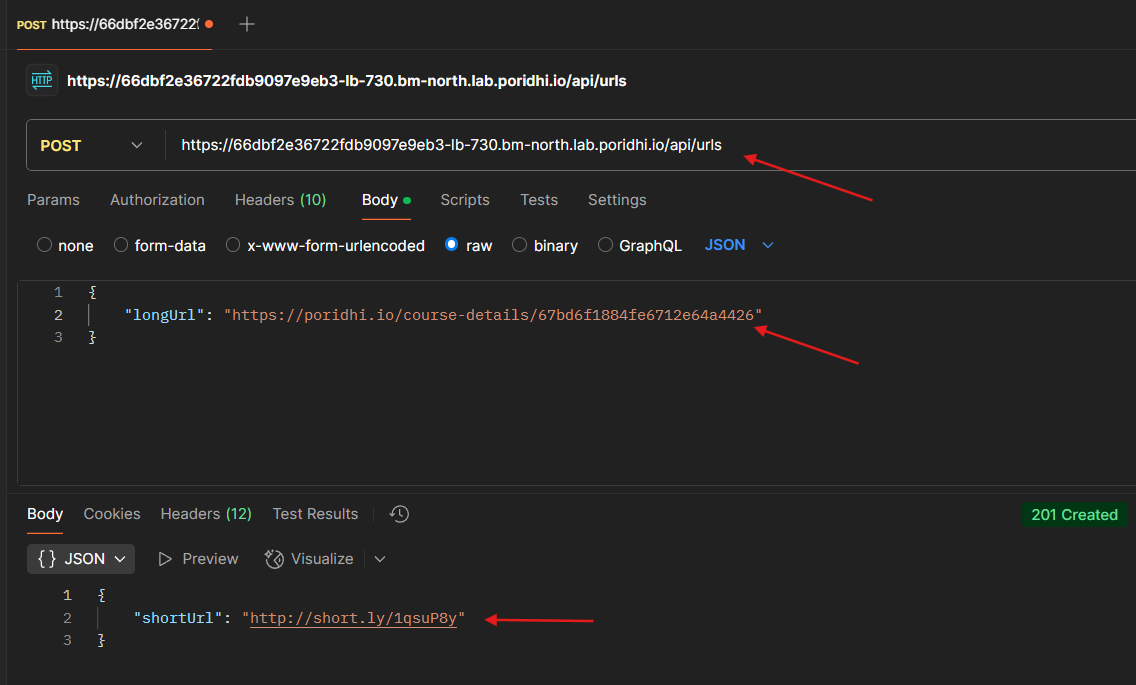 POST https://66dbf2e36722f
HTTP https://66dbf2e36722fdb9097e9eb3-lb-730.bm-north.lab.poridhi.io/api/urls
POST https://66dbf2e36722fdb9097e9eb3-lb-730.bm-north.lab.poridhi.io/api/urls
Params Authorization Headers (10) Body Scripts Tests Settings
none form-data x-www-form-urlencoded raw binary GraphQL JSON
1 {
2 "longUrl": "https://poridhi.io/course-details/67bd6f1884fe6712e64a4426"
3 }
Body Cookies Headers (12) Test Results 201 Created
{} JSON Preview Visualize
1 {
2 "shortUrl": "http://short.ly/1qsuP8y"
3 }